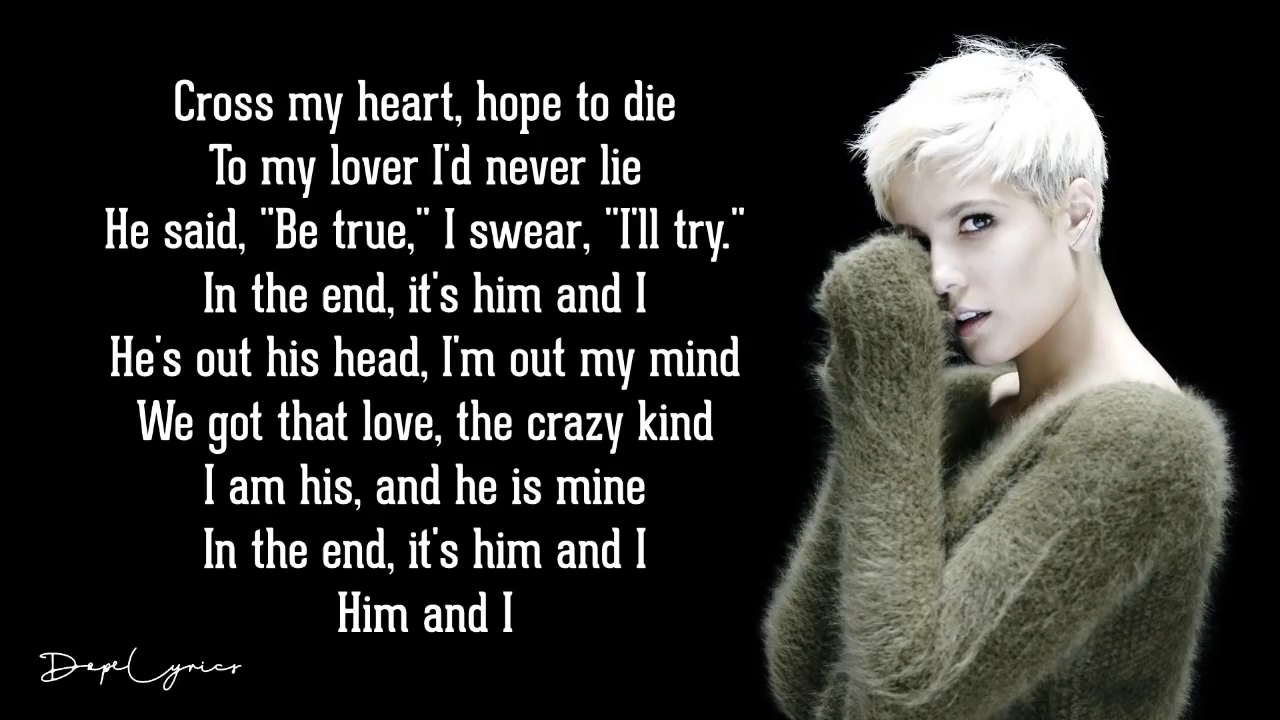 Cross my heart, hope to die
To my lover I'd never lie
He said, "Be true," I swear, "I'll try."
In the end, it's him and I
He's out his head, I'm out my mind
We got that love, the crazy kind
I am his, and he is mine
In the end, it's him and I
Him and I
DopeLyrics